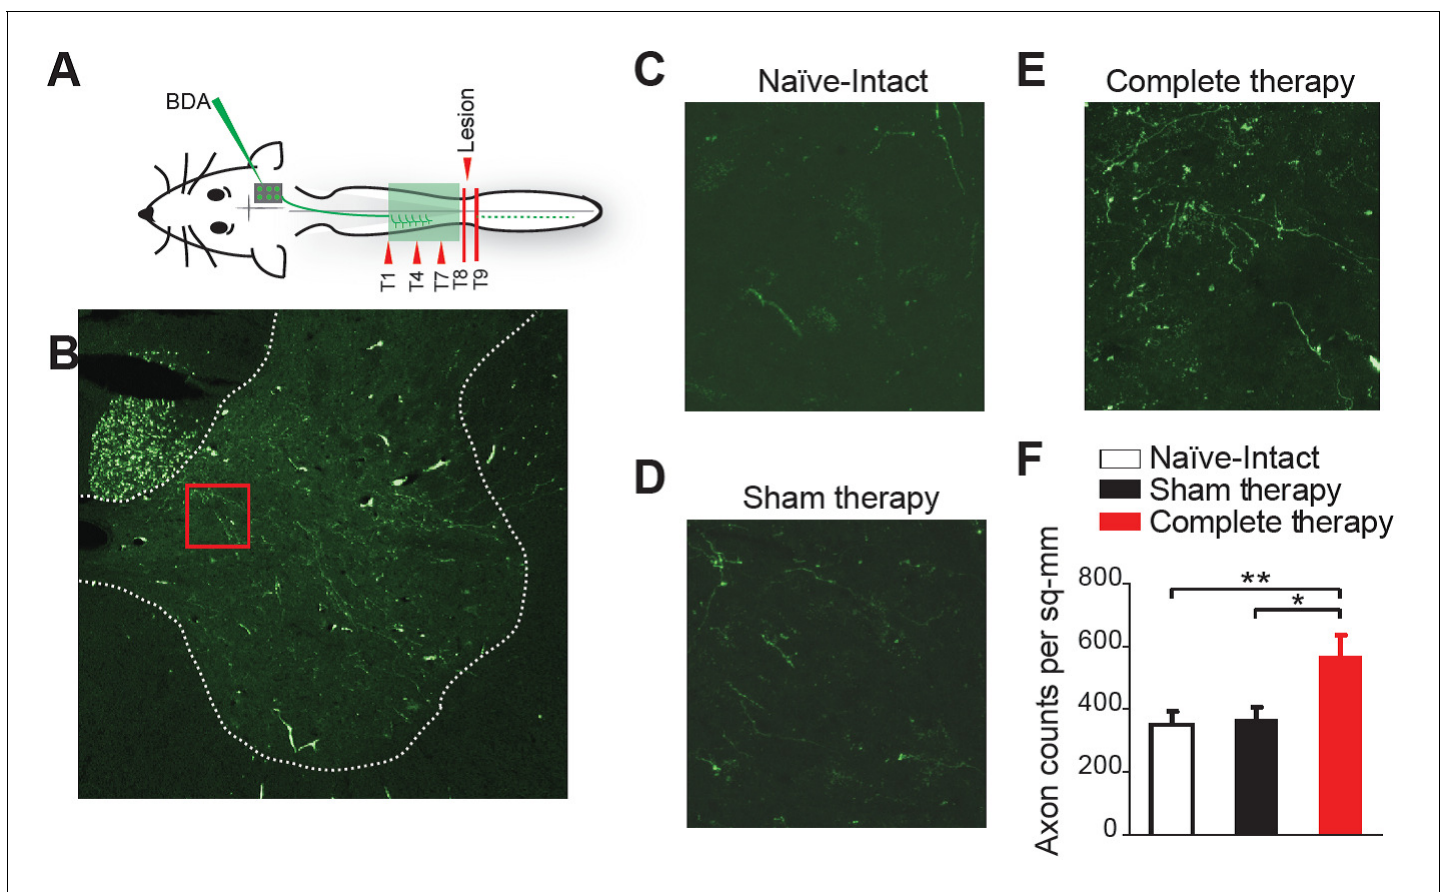 A
BDA
Lesion
T1
T4
T7
T8
T9
B
C
Naïve-Intact
D
Sham therapy
E
Complete therapy
F
Naïve-Intact
Sham therapy
Complete therapy
Axon counts per sq-mm
800
600
400
200
0
**
*